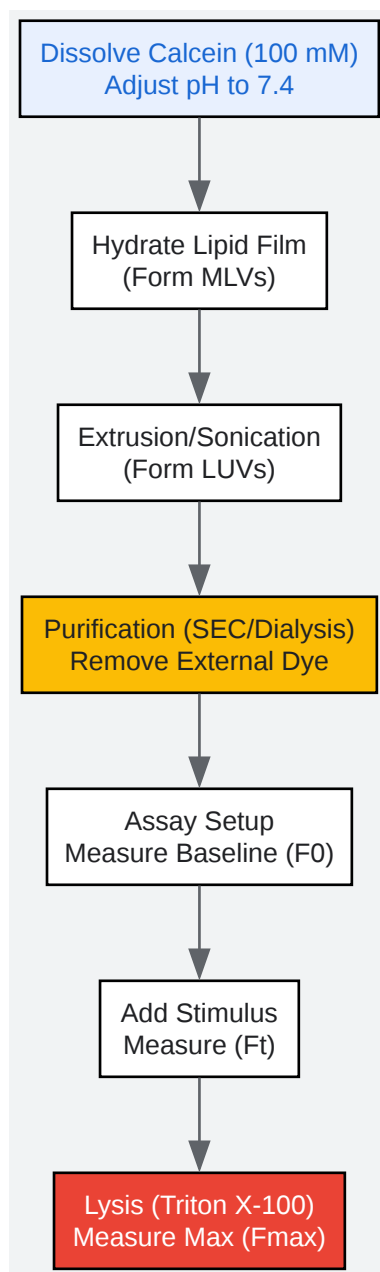 Dissolve Calcein (100 mM)
Adjust pH to 7.4
Hydrate Lipid Film
(Form MLVs)
Extrusion/Sonication
(Form LUVs)
Purification (SEC/Dialysis)
Remove External Dye
Assay Setup
Measure Baseline (F0)
Add Stimulus
Measure (Ft)
Lysis (Triton X-100)
Measure Max (Fmax)